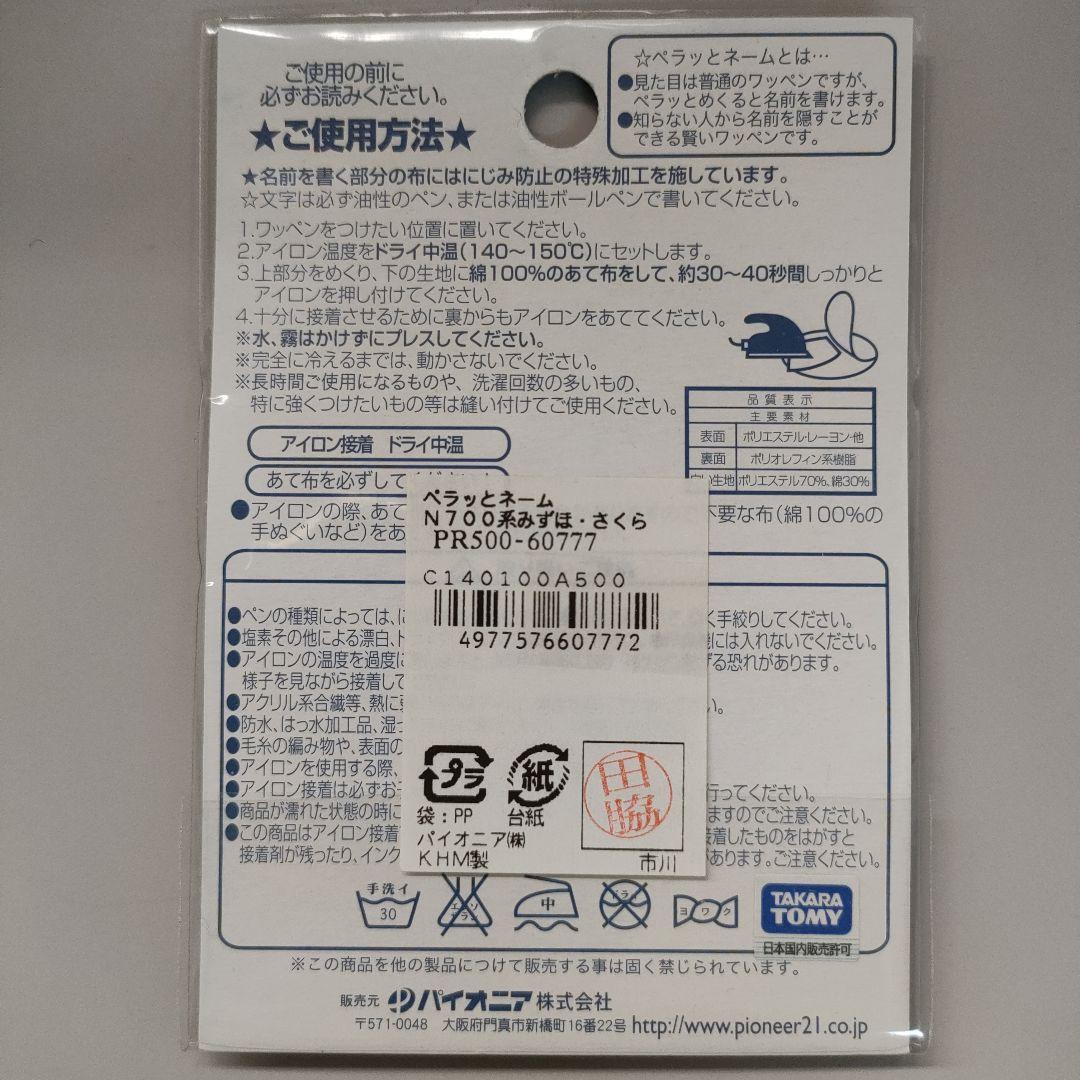 ご使用の前に
必ずお読みください。
★ご使用方法★
☆ペラッとネームとは…
●見た目は普通のワッペンですが、
ペラッとめくると名前を書けます。
●知らない人から名前を隠すことが
できる賢いワッペンです。
★名前を書く部分の布にはにじみ防止の特殊加工を施しています。
☆文字は必ず油性のペン、または油性ボールペンで書いてください。
1.ワッペンをつけたい位置に置いてください。
2.アイロン温度をドライ中温(140～150℃)にセットします。
3.上部分をめくり、下の生地に綿100%のあて布をして、約30～40秒間しっかりと
アイロンを押し付けてください。
4.十分に接着させるために裏からもアイロンをあててください。
※水、霧はかけずにプレスしてください。
※完全に冷えるまでは、動かさないでください。
※長時間ご使用になるものや、洗濯回数の多いもの、
特に強くつけたいもの等は縫い付けてご使用ください。
品質表示
主要素材
表面 ポリエステル・レーヨン・他
裏面 ポリオレフィン系樹脂
い生地 ポリエステル70%、綿30%
アイロン接着 ドライ中温
あて布を必ずして
●アイロンの際、あて 不要な布(綿100%の
手ぬぐいなど)をあ
ペラッとネーム
N700系みずほ・さくら
PR500-60777
C140100A500
4977576607772
●ペンの種類によっては、に く手絞りしてください。
●塩素その他による漂白、ド には入れないでください。
●アイロンの温度を過度に げる恐れがあります。
様子を見ながら接着して
●アクリル系合繊等、熱に 。
●防水、はっ水加工品、湿っ
●毛糸の編み物や、表面の
●アイロンを使用する際、
●アイロン接着は必ずお 行ってください。
●商品が濡れた状態の時に ますのでご注意ください。
●この商品はアイロン接着 接着したものをはがすと
接着剤が残ったり、インク があります。ご注意ください。
プラ 紙 田脇
袋：PP 台紙
パイオニア㈱
KHM製 市川
手洗イ 30 エンソサラシ 中 ドライ ヨワク
TAKARA TOMY
日本国内販売許可
※この商品を他の製品につけて販売する事は固く禁じられています。
販売元 パイオニア株式会社
〒571-0048 大阪府門真市新橋町16番22号 http://www.pioneer21.co.jp